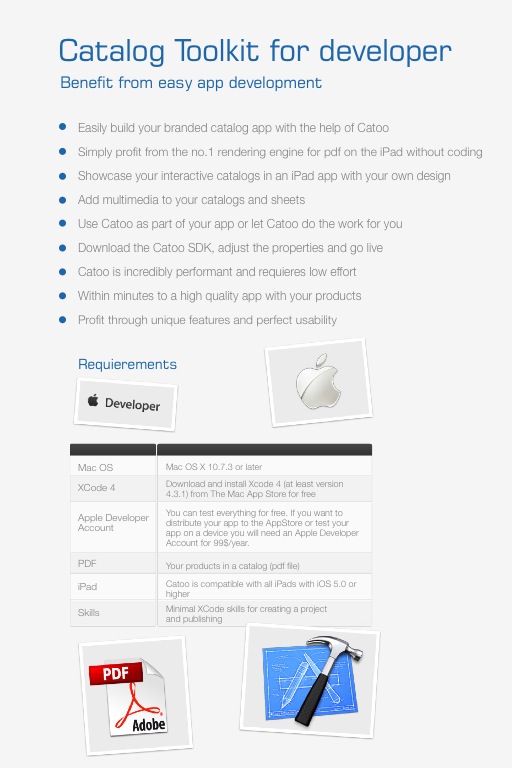 Catalog Toolkit for developer
Benefit from easy app development
Easily build your branded catalog app with the help of Catoo
Simply profit from the no.1 rendering engine for pdf on the iPad without coding
Showcase your interactive catalogs in an iPad app with your own design
Add multimedia to your catalogs and sheets
Use Catoo as part of your app or let Catoo do the work for you
Download the Catoo SDK, adjust the properties and go live
Catoo is incredibly performant and requieres low effort
Within minutes to a high quality app with your products
Profit through unique features and perfect usability
Requierements
Developer
Mac OS
Mac OS X 10.7.3 or later
XCode 4
Download and install Xcode 4 (at least version
4.3.1) from The Mac App Store for free
Apple Developer
Account
You can test everything for free. If you want to
distribute your app to the AppStore or test your
app on a device you will need an Apple Developer
Account for 99$/year.
PDF
Your products in a catalog (pdf file)
iPad
Catoo is compatible with all iPads with iOS 5.0 or
higher
Skills
Minimal XCode skills for creating a project
and publishing
PDF
Adobe